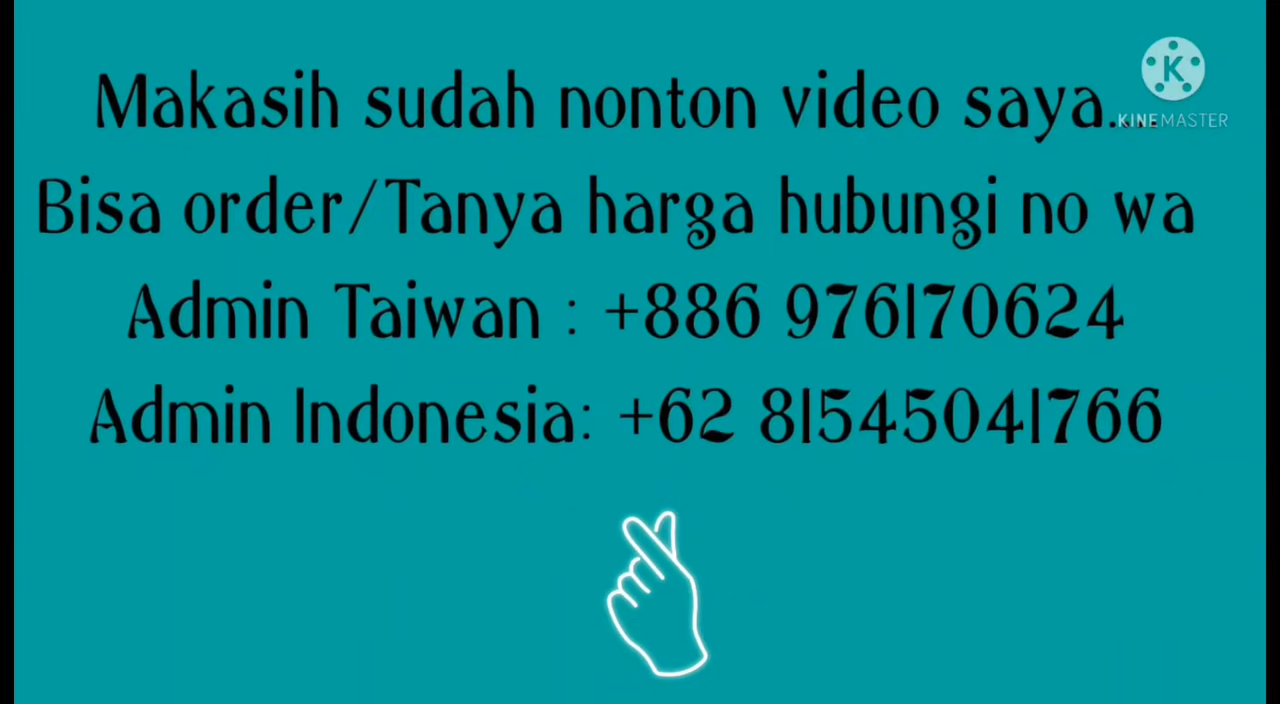 Makasih sudah nonton video saya....
Bisa order/Tanya harga hubungi no wa
Admin Taiwan : +886 976170624
Admin Indonesia: +62 81545041766
K
KINEMASTER